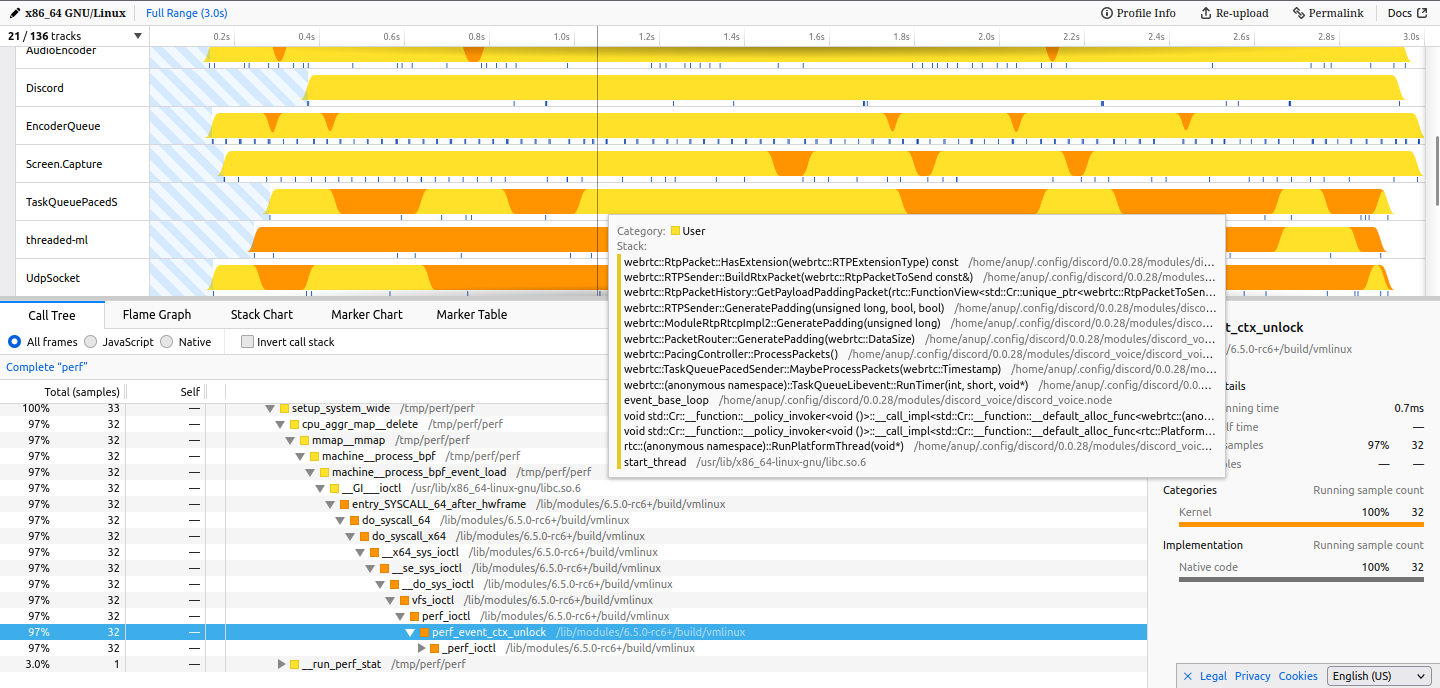 x86_64 GNU/Linux Full Range (3.0s) Profile Info Re-upload Permalink Docs
21 / 136 tracks 0.2s 0.4s 0.6s 0.8s 1.0s 1.2s 1.4s 1.6s 1.8s 2.0s 2.2s 2.4s 2.6s 2.8s 3.0s
AudioEncoder
Discord
EncoderQueue
Screen.Capture
TaskQueuePacedS
threaded-ml
UdpSocket
Category: User
Stack:
webrtc::RtpPacket::HasExtension(webrtc::RTPExtensionType) const /home/anup/.config/discord/0.0.28/modules/di...
webrtc::RTPSender::BuildRtxPacket(webrtc::RtpPacketToSend const&) /home/anup/.config/discord/0.0.28/modules...
webrtc::RtpPacketHistory::GetPayloadPaddingPacket(rtc::FunctionView<std::Cr::unique_ptr<webrtc::RtpPacketToSen...
webrtc::RTPSender::GeneratePadding(unsigned long, bool, bool) /home/anup/.config/discord/0.0.28/modules/disco...
webrtc::ModuleRtpRtcpImpl2::GeneratePadding(unsigned long) /home/anup/.config/discord/0.0.28/modules/disco...
webrtc::PacketRouter::GeneratePadding(webrtc::DataSize) /home/anup/.config/discord/0.0.28/modules/discord_vo...
webrtc::PacingController::ProcessPackets() /home/anup/.config/discord/0.0.28/modules/discord_voice/discord_voi...
webrtc::TaskQueuePacedSender::MaybeProcessPackets(webrtc::Timestamp) /home/anup/.config/discord/0.0.28/mo...
webrtc::(anonymous namespace)::TaskQueueLibevent::RunTimer(int, short, void*) /home/anup/.config/discord/0.0....
event_base_loop /home/anup/.config/discord/0.0.28/modules/discord_voice/discord_voice.node
void std::Cr::__function::__policy_invoker<void ()>::__call_impl<std::Cr::__function::__default_alloc_func<webrtc::(ano...
void std::Cr::__function::__policy_invoker<void ()>::__call_impl<std::Cr::__function::__default_alloc_func<rtc::Platform...
rtc::(anonymous namespace)::RunPlatformThread(void*) /home/anup/.config/discord/0.0.28/modules/discord_voic...
start_thread /usr/lib/x86_64-linux-gnu/libc.so.6
Call Tree Flame Graph Stack Chart Marker Chart Marker Table
All frames JavaScript Native Invert call stack
Complete “perf”
Total (samples) Self
100% 33 setup_system_wide /tmp/perf/perf
97% 32 — cpu_aggr_map__delete /tmp/perf/perf
97% 32 — mmap__mmap /tmp/perf/perf
97% 32 — machine__process_bpf /tmp/perf/perf
97% 32 — machine__process_bpf_event_load /tmp/perf/perf
97% 32 — __GI___ioctl /usr/lib/x86_64-linux-gnu/libc.so.6
97% 32 — entry_SYSCALL_64_after_hwframe /lib/modules/6.5.0-rc6+/build/vmlinux
97% 32 — do_syscall_64 /lib/modules/6.5.0-rc6+/build/vmlinux
97% 32 — do_syscall_x64 /lib/modules/6.5.0-rc6+/build/vmlinux
97% 32 — __x64_sys_ioctl /lib/modules/6.5.0-rc6+/build/vmlinux
97% 32 — __se_sys_ioctl /lib/modules/6.5.0-rc6+/build/vmlinux
97% 32 — __do_sys_ioctl /lib/modules/6.5.0-rc6+/build/vmlinux
97% 32 — vfs_ioctl /lib/modules/6.5.0-rc6+/build/vmlinux
97% 32 — perf_ioctl /lib/modules/6.5.0-rc6+/build/vmlinux
97% 32 — perf_event_ctx_unlock /lib/modules/6.5.0-rc6+/build/vmlinux
97% 32 — _perf_ioctl /lib/modules/6.5.0-rc6+/build/vmlinux
3.0% 1 — __run_perf_stat /tmp/perf/perf
t_ctx_unlock
/6.5.0-rc6+/build/vmlinux
tails
nning time 0.7ms
lf time —
samples 97% 32
ples — —
Categories Running sample count
Kernel 100% 32
Implementation Running sample count
Native code 100% 32
Legal Privacy Cookies English (US)